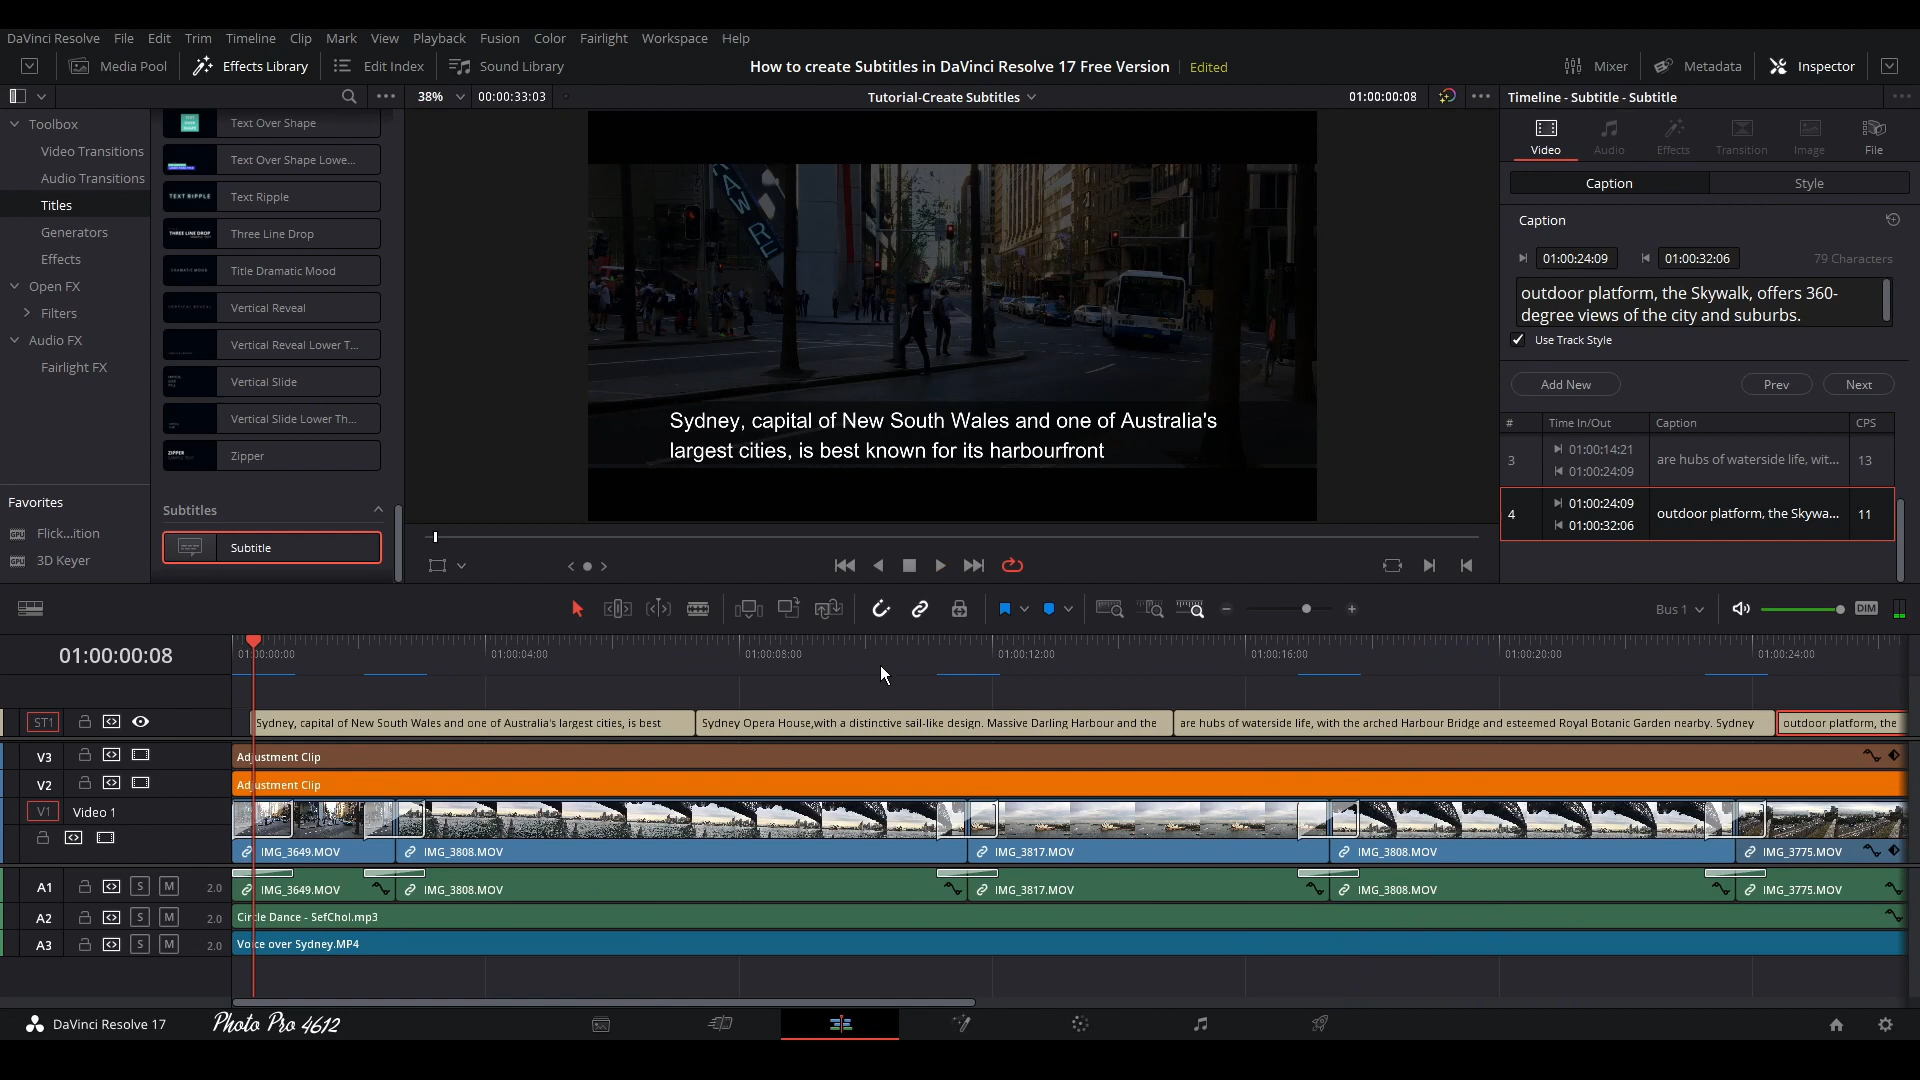 DaVinci Resolve File Edit Trim Timeline Clip Mark View Playback Fusion Color Fairlight Workspace Help
Media Pool Effects Library Edit Index Sound Library How to create Subtitles in DaVinci Resolve 17 Free Version Edited Mixer Metadata Inspector
38% 00:00:33:03 Tutorial-Create Subtitles 01:00:00:08 Timeline - Subtitle - Subtitle
Toolbox
Video Transitions
Audio Transitions
Titles
Generators
Effects
Open FX
Filters
Audio FX
Fairlight FX
Favorites
Flick...ition
3D Keyer
Text Over Shape
Text Over Shape Lowe...
TEXT RIPPLE Text Ripple
THREE LINE DROP Three Line Drop
DRAMATIC MOOD Title Dramatic Mood
VERTICAL REVEAL Vertical Reveal
Vertical Reveal Lower T...
Vertical Slide
Vertical Slide Lower Th...
ZIPPER Zipper
Subtitles
Subtitle
Sydney, capital of New South Wales and one of Australia's
largest cities, is best known for its harbourfront
Video Audio Effects Transition Image File
Caption Style
Caption
01:00:24:09 01:00:32:06 79 Characters
outdoor platform, the Skywalk, offers 360-
degree views of the city and suburbs.
Use Track Style
Add New Prev Next
# Time In/Out Caption CPS
3 01:00:14:21 are hubs of waterside life, wit... 13
01:00:24:09
4 01:00:24:09 outdoor platform, the Skywa... 11
01:00:32:06
Bus 1 DIM
01:00:00:08 01:00:00:00 01:00:04:00 01:00:08:00 01:00:12:00 01:00:16:00 01:00:20:00 01:00:24:00
ST1 Sydney, capital of New South Wales and one of Australia's largest cities, is best Sydney Opera House,with a distinctive sail-like design. Massive Darling Harbour and the are hubs of waterside life, with the arched Harbour Bridge and esteemed Royal Botanic Garden nearby. Sydney outdoor platform, the
V3 Adjustment Clip
V2 Adjustment Clip
V1 Video 1
IMG_3649.MOV IMG_3808.MOV IMG_3817.MOV IMG_3808.MOV IMG_3775.MOV
A1 S M 2.0 IMG_3649.MOV IMG_3808.MOV IMG_3817.MOV IMG_3808.MOV IMG_3775.MOV
A2 S M 2.0 Circle Dance - SefChol.mp3
A3 S M 2.0 Voice over Sydney.MP4
DaVinci Resolve 17 Photo Pro 4612